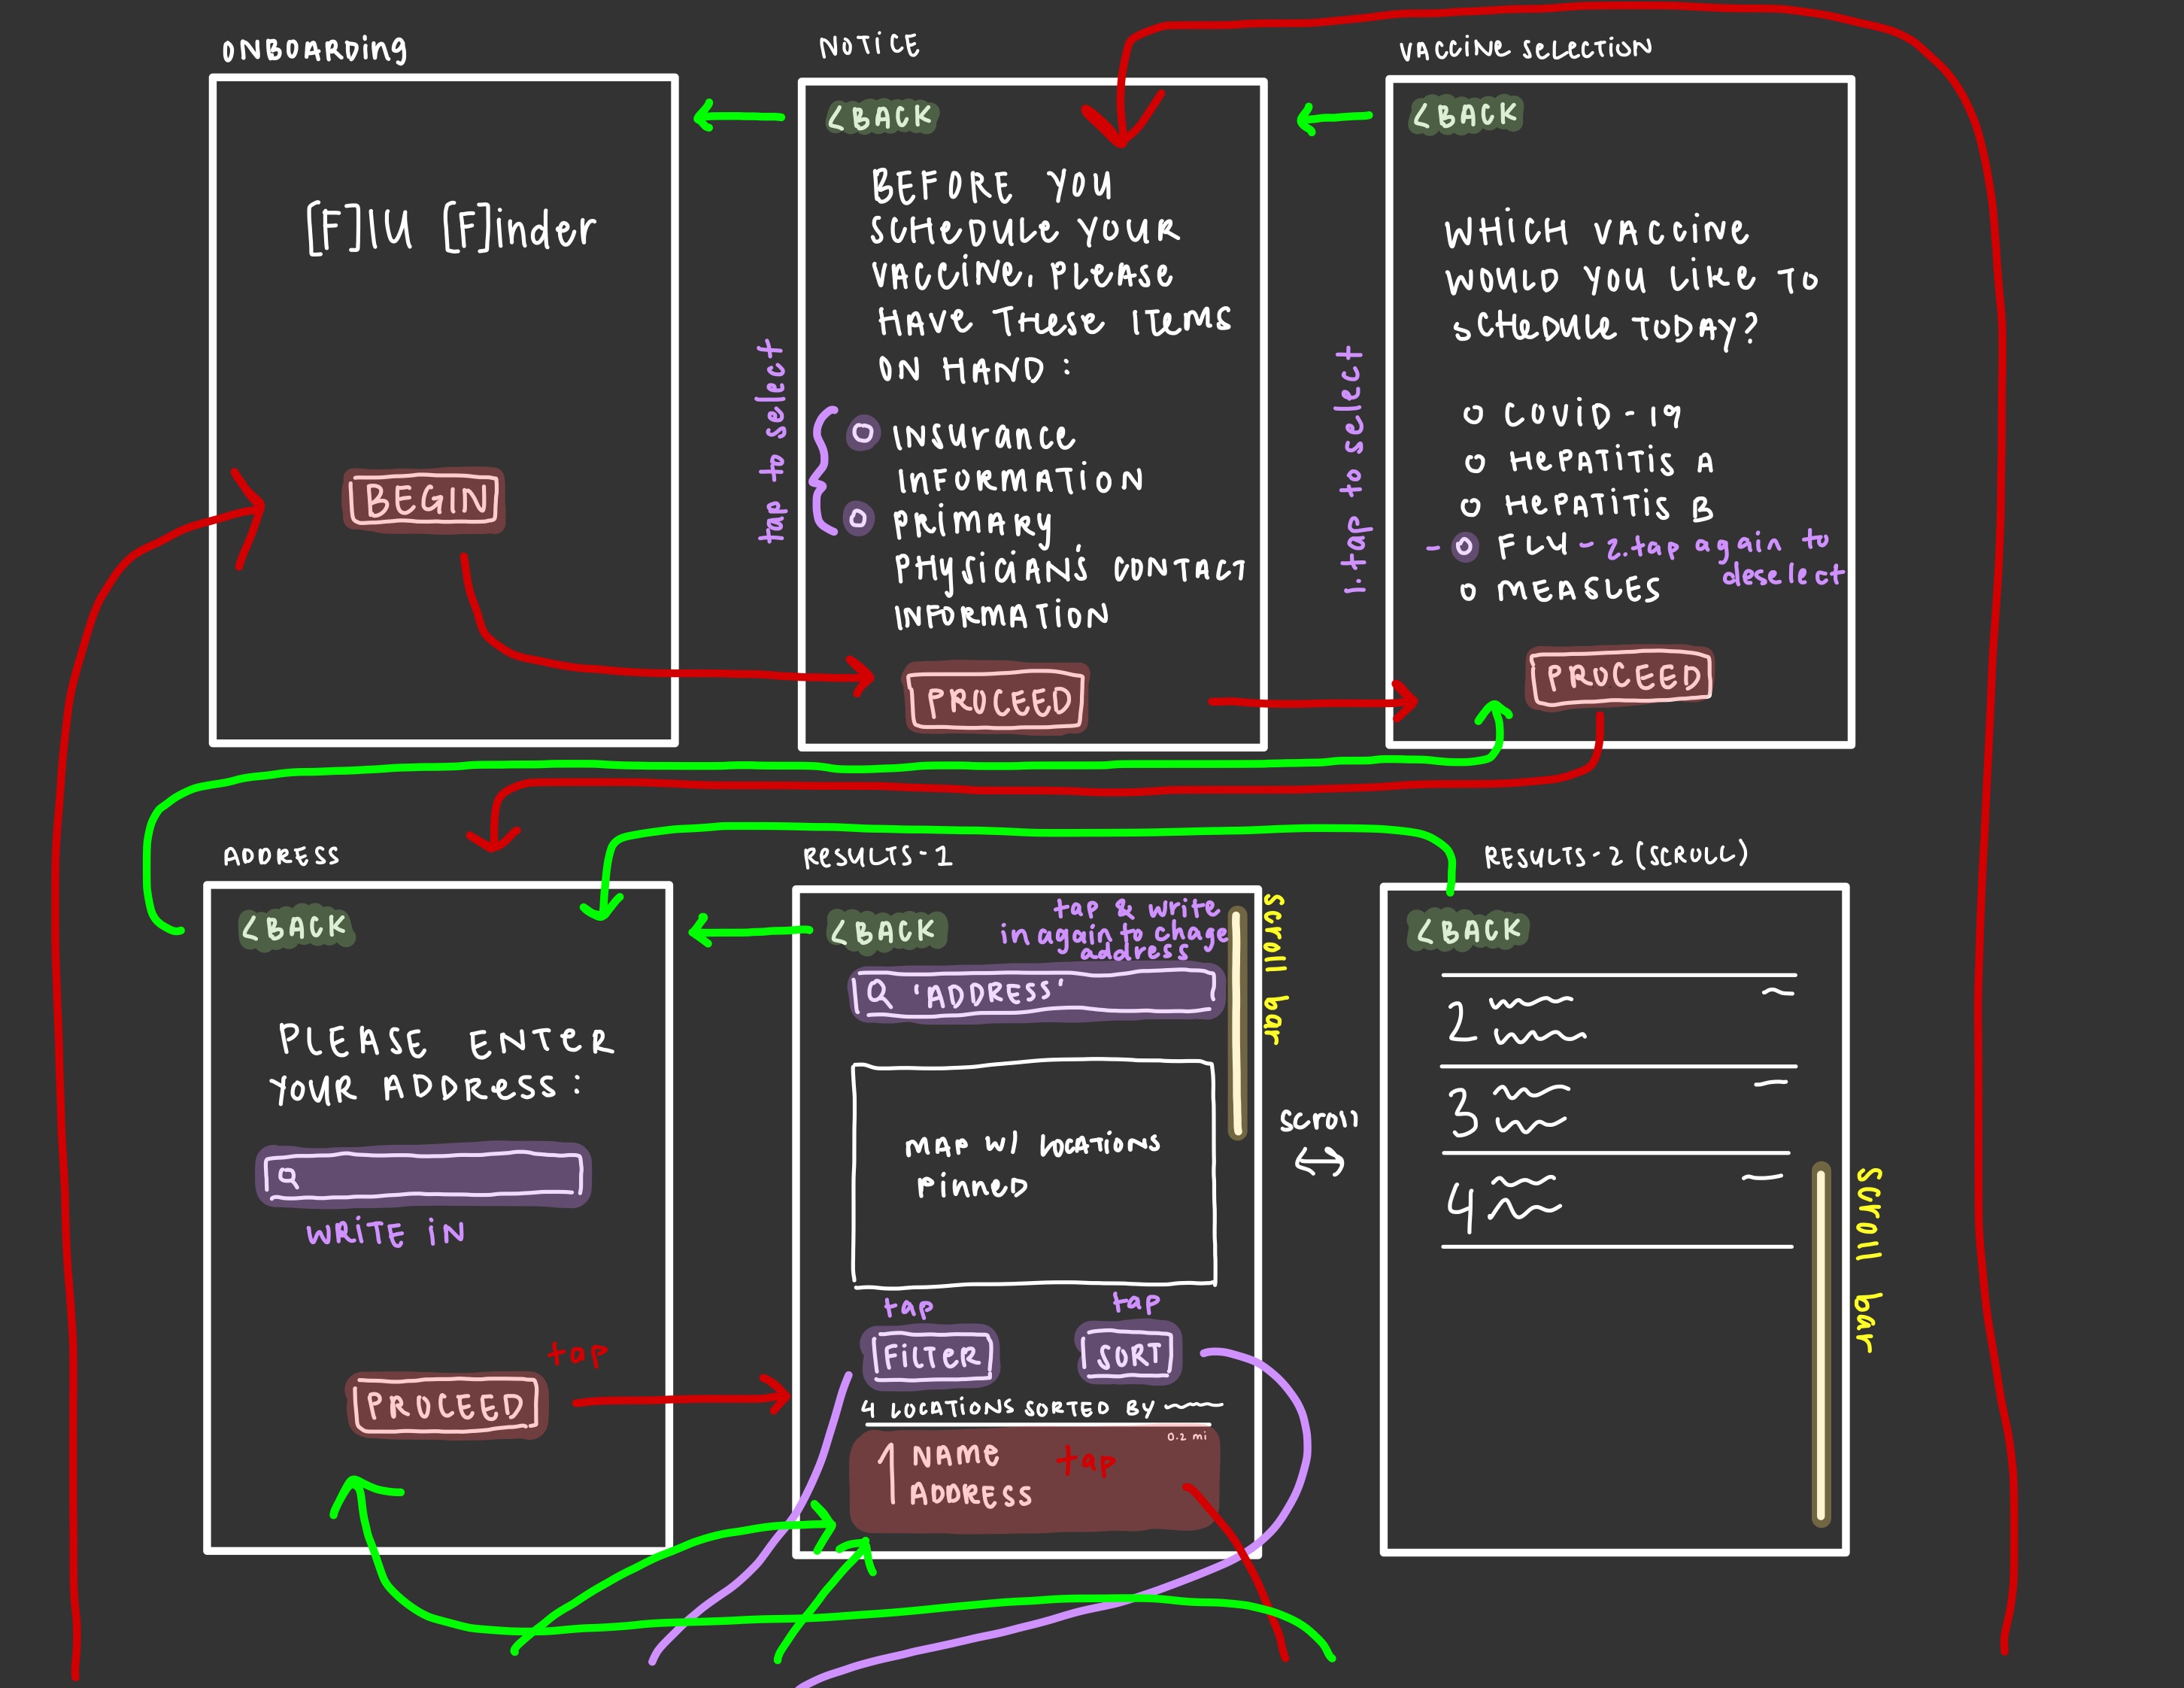 ONBOARDing
[F]lu [F]inder
BEGIN
NOTICE
< BACK
BEFORE YOU
SCHEDULE YOUR
VACCINE, PLEASE
HAVE THESE ITEMS
ON HAND:
tap to select
INSURANCE
INFORMATION
PRIMARY
PHYSICIAN'S CONTACT
INFORMATION
PROCEED
VACCINE SELECTION
< BACK
WHICH VACCINE
WOULD YOU LIKE TO
SCHEDULE TODAY?
1. tap to select
COVID-19
HEPATITIS A
HEPATITIS B
FLU - 2. tap again to
deselect
MEASLES
PROCEED
ADDRESS
< BACK
PLEASE ENTER
YOUR ADDRESS:
WRITE IN
tap
PROCEED
RESULTS-1
< BACK
tap & write
in again to chage
address
'ADDRESS'
scroll bar
MAP W/ LOCATIONS
PINNED
tap
tap
FILTER
SORT
4 LOCATIONS SORTED BY
0.2 mi
1 NAME
ADDRESS
tap
scroll
RESULTS-2 (SCROLL)
< BACK
2
3
4
scroll bar